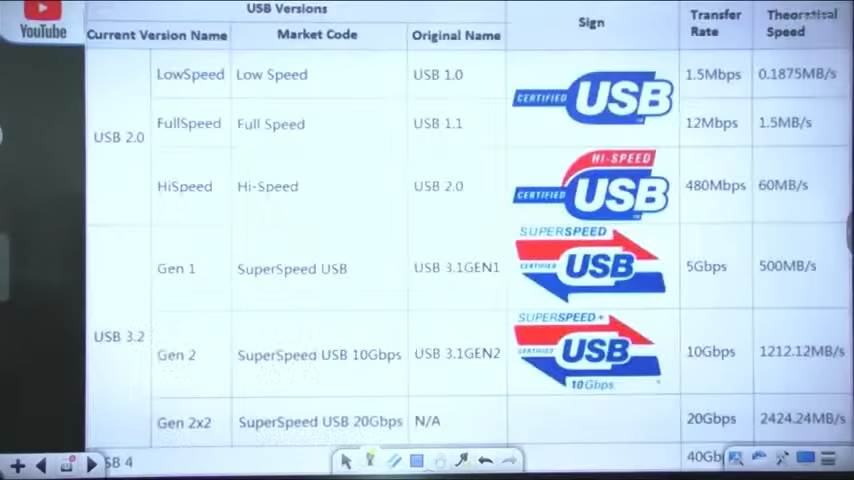 YouTube
USB Versions
Current Version Name
Market Code
Original Name
Sign
Transfer
Rate
Theoretical
Speed
USB 2.0
LowSpeed
Low Speed
USB 1.0
CERTIFIED USB
1.5Mbps
0.1875MB/s
FullSpeed
Full Speed
USB 1.1
12Mbps
1.5MB/s
HiSpeed
Hi-Speed
USB 2.0
HI-SPEED
CERTIFIED USB
480Mbps
60MB/s
USB 3.2
Gen 1
SuperSpeed USB
USB 3.1GEN1
SUPERSPEED
CERTIFIED USB
5Gbps
500MB/s
Gen 2
SuperSpeed USB 10Gbps
USB 3.1GEN2
SUPERSPEED+
CERTIFIED USB
10Gbps
10Gbps
1212.12MB/s
Gen 2x2
SuperSpeed USB 20Gbps
N/A
20Gbps
2424.24MB/s
SB 4
40Gb